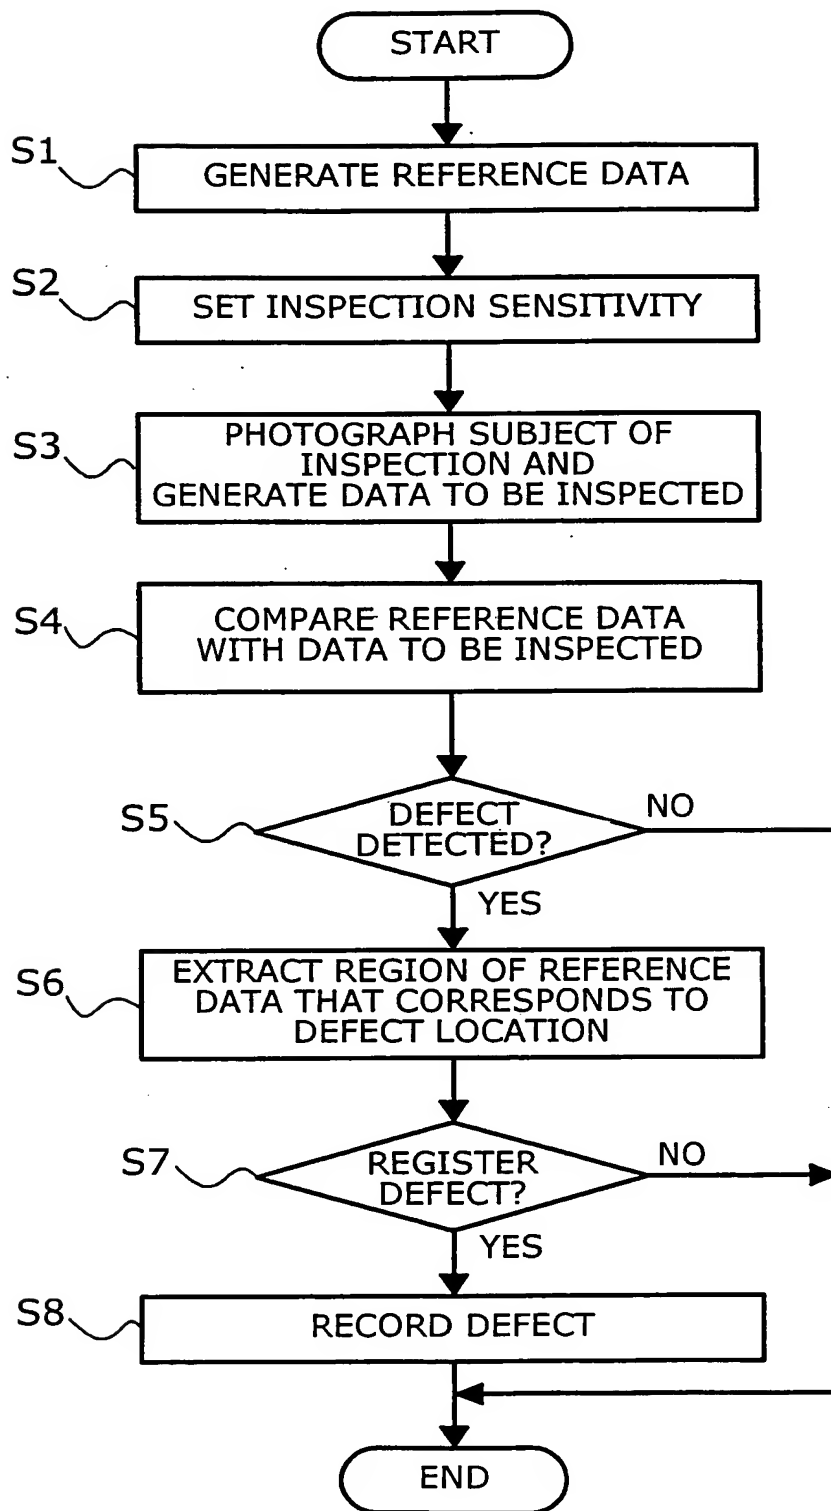 START
S1
GENERATE REFERENCE DATA
S2
SET INSPECTION SENSITIVITY
S3
PHOTOGRAPH SUBJECT OF
INSPECTION AND
GENERATE DATA TO BE INSPECTED
S4
COMPARE REFERENCE DATA
WITH DATA TO BE INSPECTED
S5
DEFECT
DETECTED?
NO
YES
S6
EXTRACT REGION OF REFERENCE
DATA THAT CORRESPONDS TO
DEFECT LOCATION
S7
REGISTER
DEFECT?
NO
YES
S8
RECORD DEFECT
END